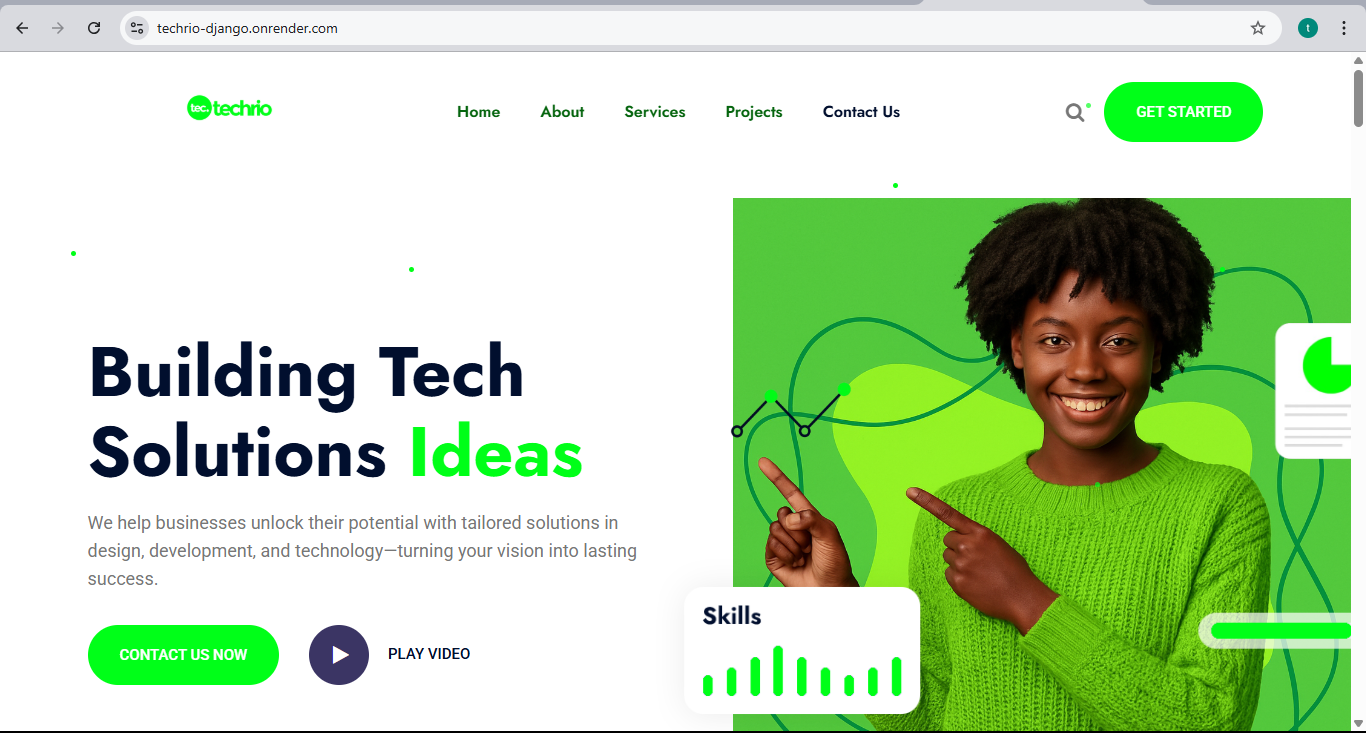 techrio-django.onrender.com
t
tec. techrio
Home About Services Projects Contact Us
GET STARTED
Building Tech
Solutions Ideas
We help businesses unlock their potential with tailored solutions in
design, development, and technology—turning your vision into lasting
success.
CONTACT US NOW
PLAY VIDEO
Skills